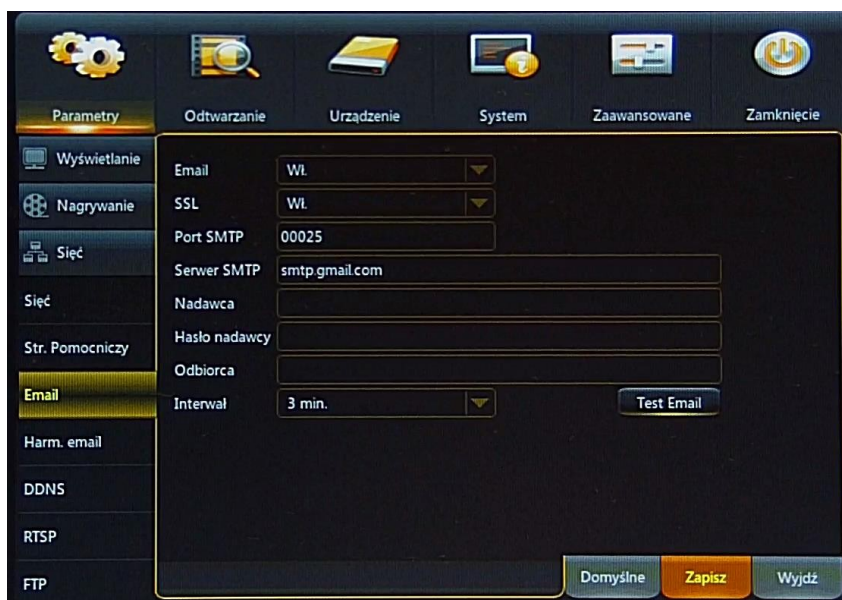 Parametry
Odtwarzanie
Urządzenie
System
Zaawansowane
Zamknięcie
Wyświetlanie
Nagrywanie
Sieć
Sieć
Str. Pomocniczy
Email
Harm. email
DDNS
RTSP
FTP
Email Wł.
SSL Wł.
Port SMTP 00025
Serwer SMTP smtp.gmail.com
Nadawca
Hasło nadawcy
Odbiorca
Interwał 3 min.
Test Email
Domyślne
Zapisz
Wyjdź